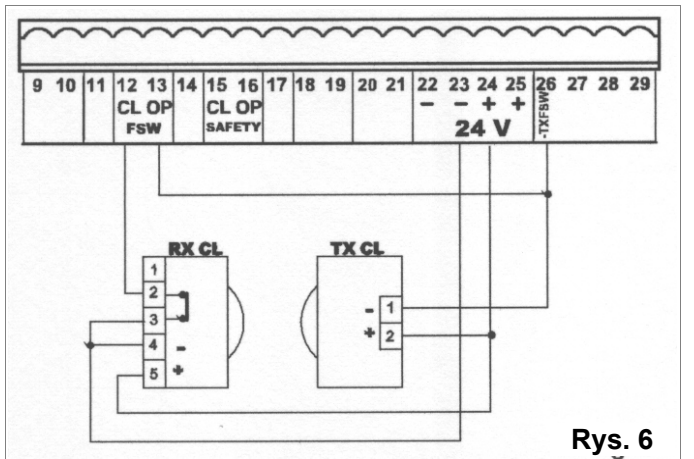 9 10 11 12 13 14 15 16 17 18 19 20 21 22 23 24 25 26 27 28 29
CL OP CL OP - - + +
FSW SAFETY 24 V -TXFSW
RX CL TX CL
1
2
3
4 -
5 +
- 1
+ 2
Rys. 6